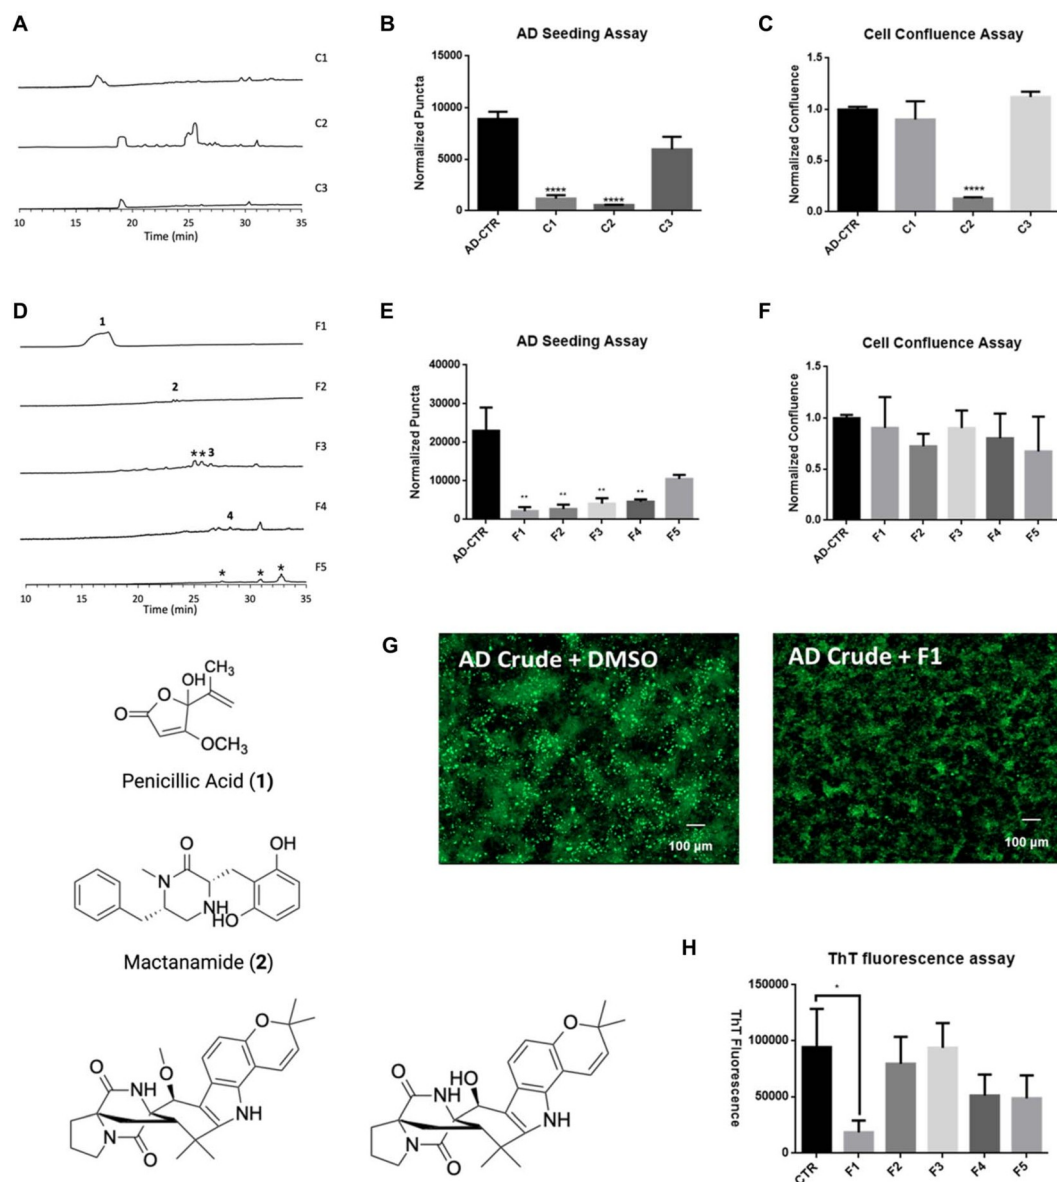 A
C1
C2
C3
10 15 20 25 30 35
Time (min)
B
AD Seeding Assay
Normalized Puncta
15000
10000
5000
0
****
****
AD-CTR
C1
C2
C3
C
Cell Confluence Assay
Normalized Confluence
1.5
1.0
0.5
0.0
****
AD-CTR
C1
C2
C3
D
1
F1
2
F2
* * 3
F3
4
F4
* * *
F5
10 15 20 25 30 35
Time (min)
E
AD Seeding Assay
Normalized Puncta
40000
30000
20000
10000
0
**
**
**
**
AD-CTR
F1
F2
F3
F4
F5
F
Cell Confluence Assay
Normalized Confluence
1.5
1.0
0.5
0.0
AD-CTR
F1
F2
F3
F4
F5
CH3
OH
O
O
OCH3
Penicillic Acid (1)
OH
O
N
NH
HO
Mactanamide (2)
O
O
O
NH
NH
N
O
O
HO
O
NH
NH
N
O
G
AD Crude + DMSO
100 µm
AD Crude + F1
100 µm
H
ThT fluorescence assay
ThT Fluorescence
150000
100000
50000
0
*
CTR
F1
F2
F3
F4
F5